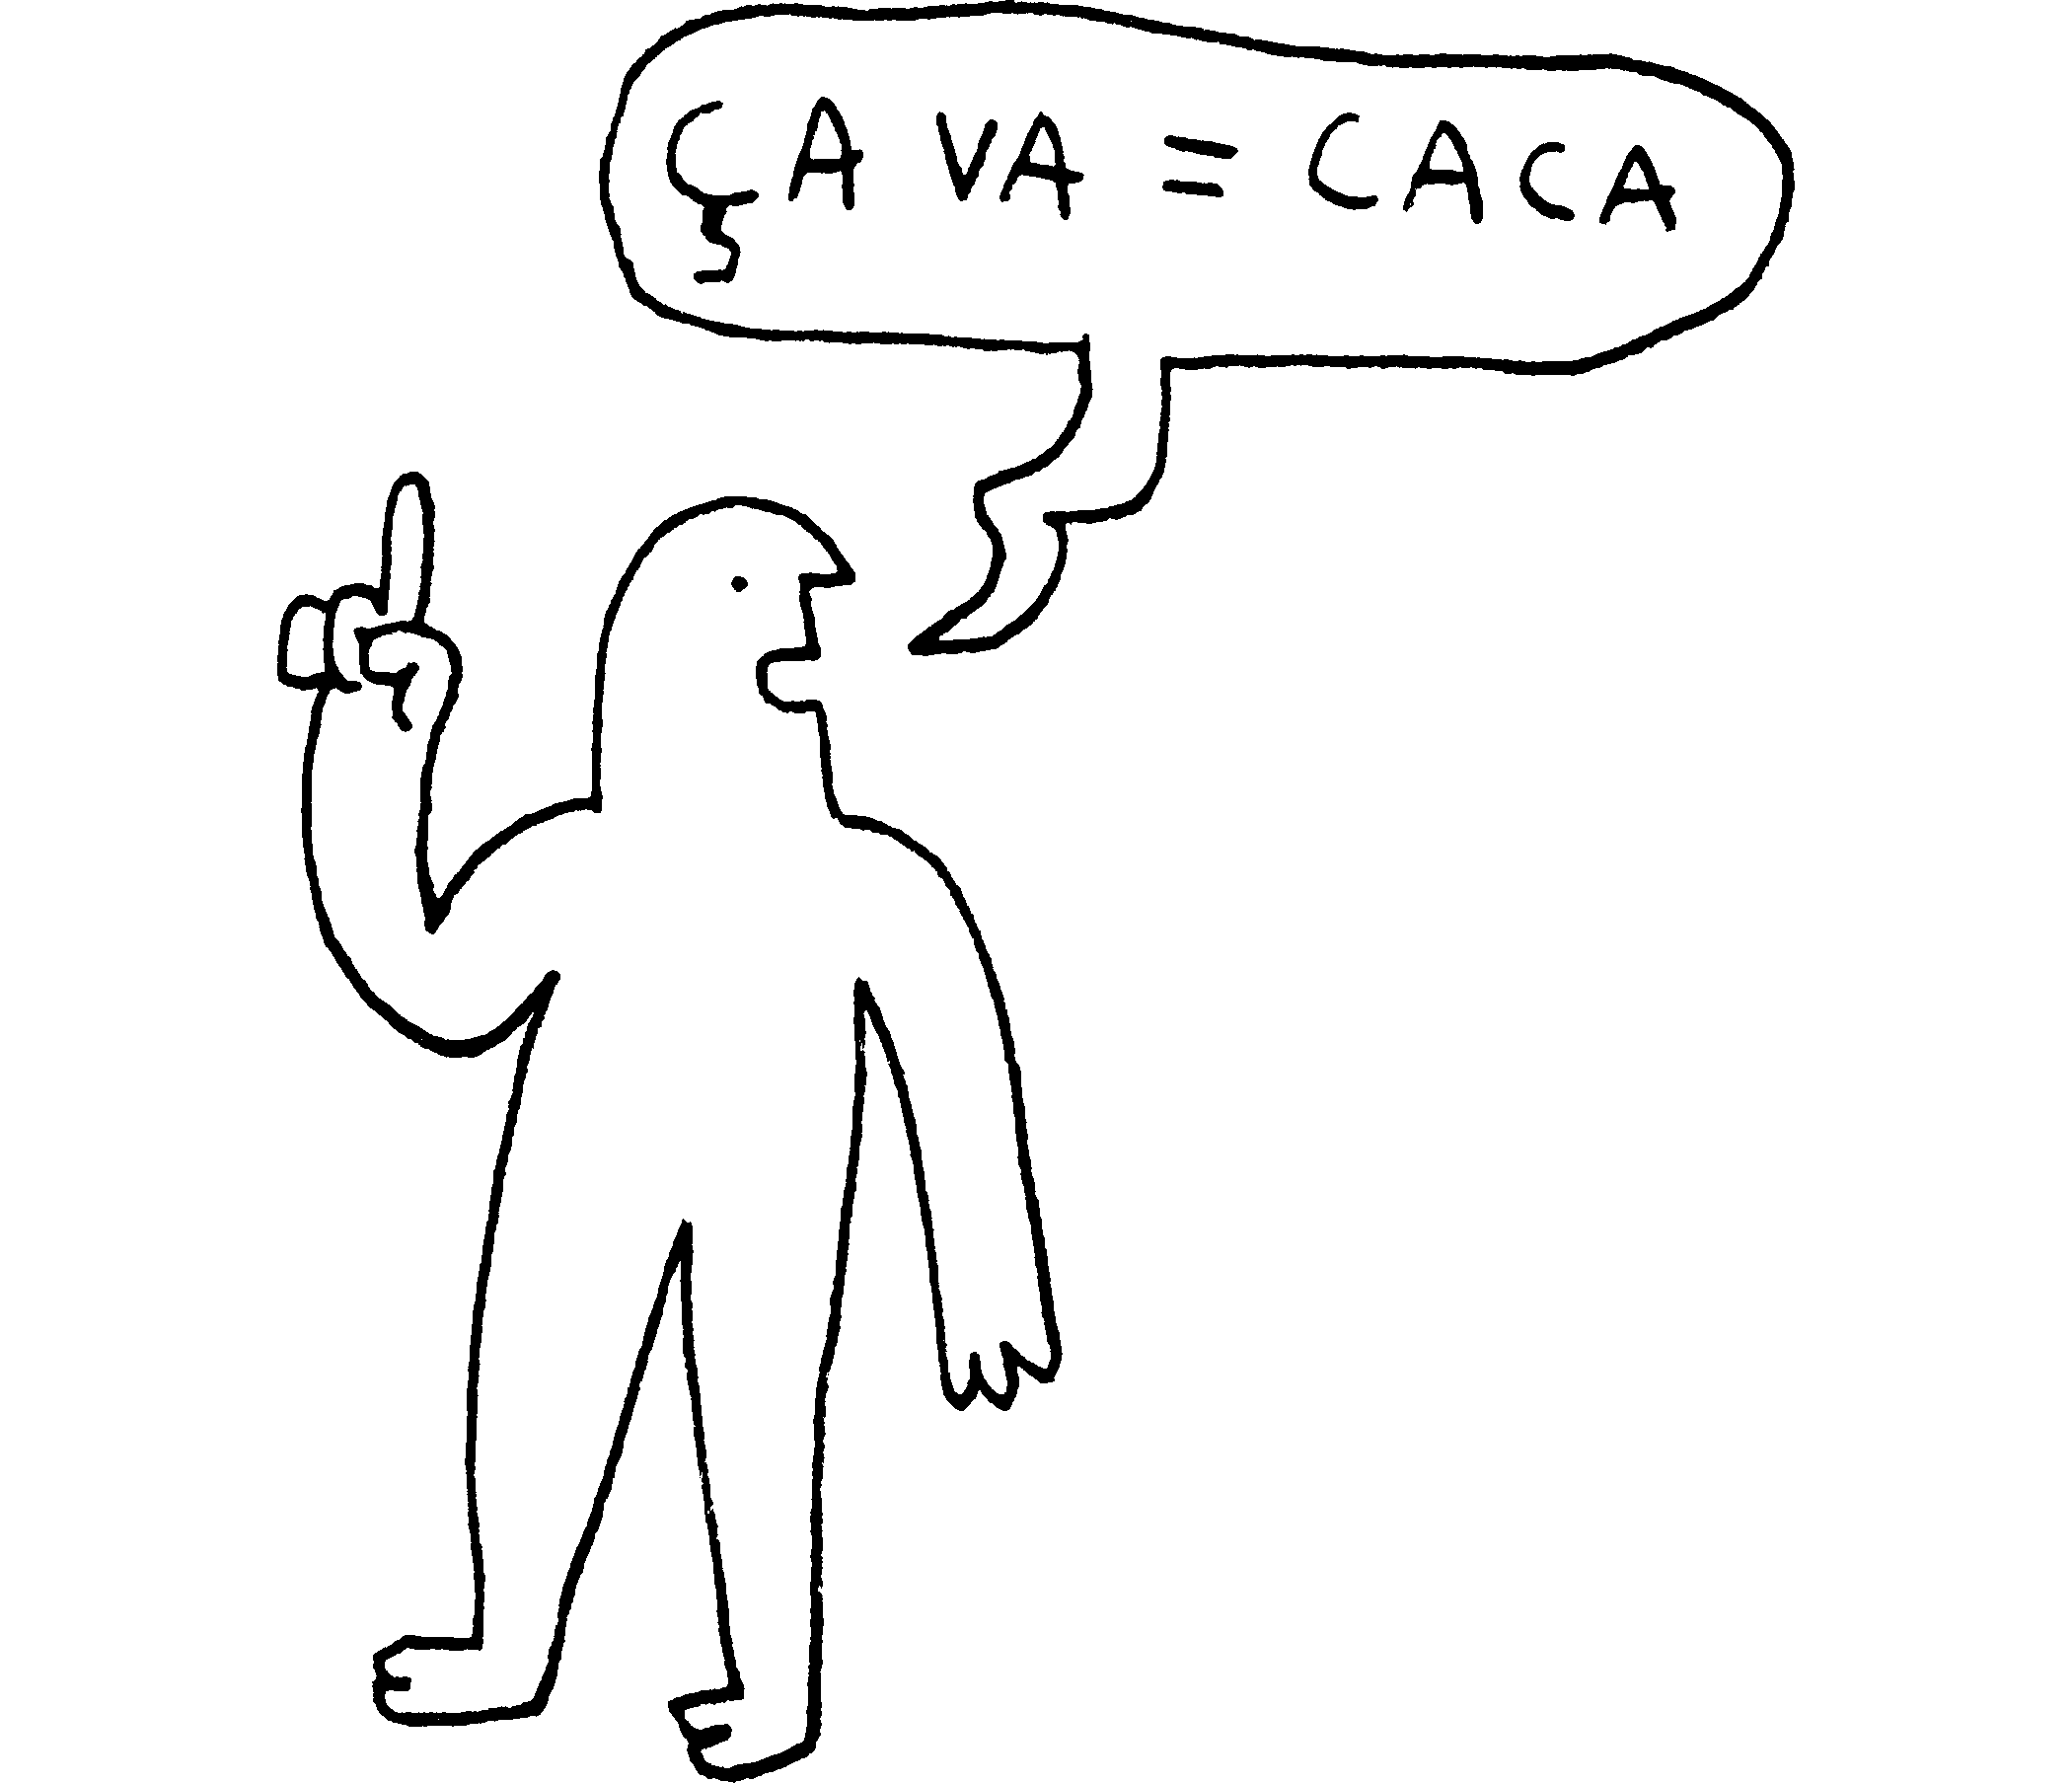 ÇA VA = CACA